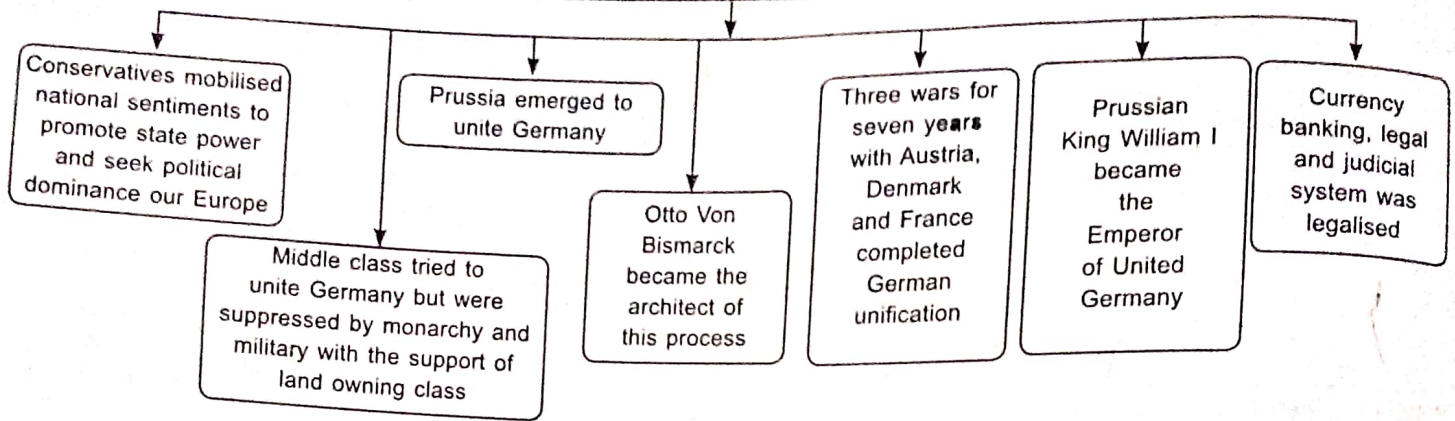 Conservatives mobilised
national sentiments to
promote state power
and seek political
dominance our Europe
Middle class tried to
unite Germany but were
suppressed by monarchy and
military with the support of
land owning class
Prussia emerged to
unite Germany
Otto Von
Bismarck
became the
architect of
this process
Three wars for
seven years
with Austria,
Denmark
and France
completed
German
unification
Prussian
King William I
became
the
Emperor
of United
Germany
Currency
banking, legal
and judicial
system was
legalised